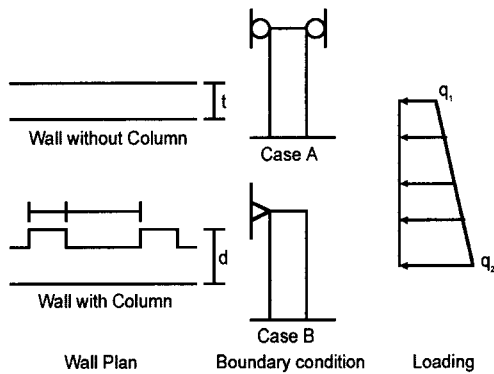 q₁
t
Wall without Column
Case A
d
q₂
Wall with Column
Case B
Wall Plan
Boundary condition
Loading